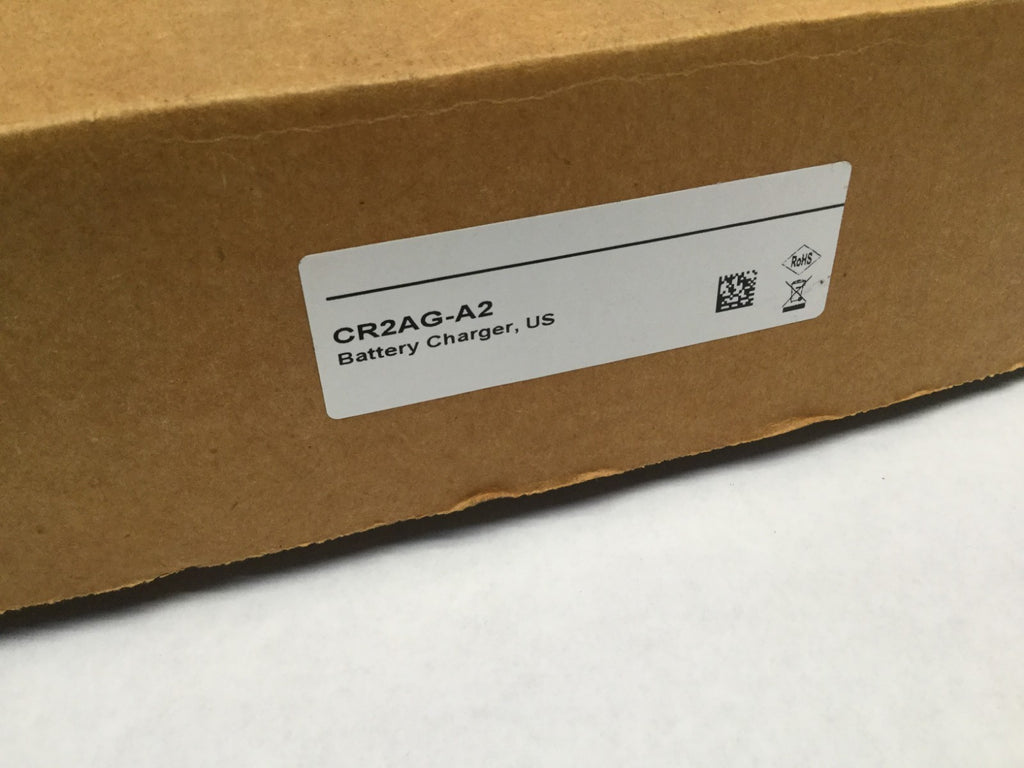 CR2AG-A2
Battery Charger, US
RoHS